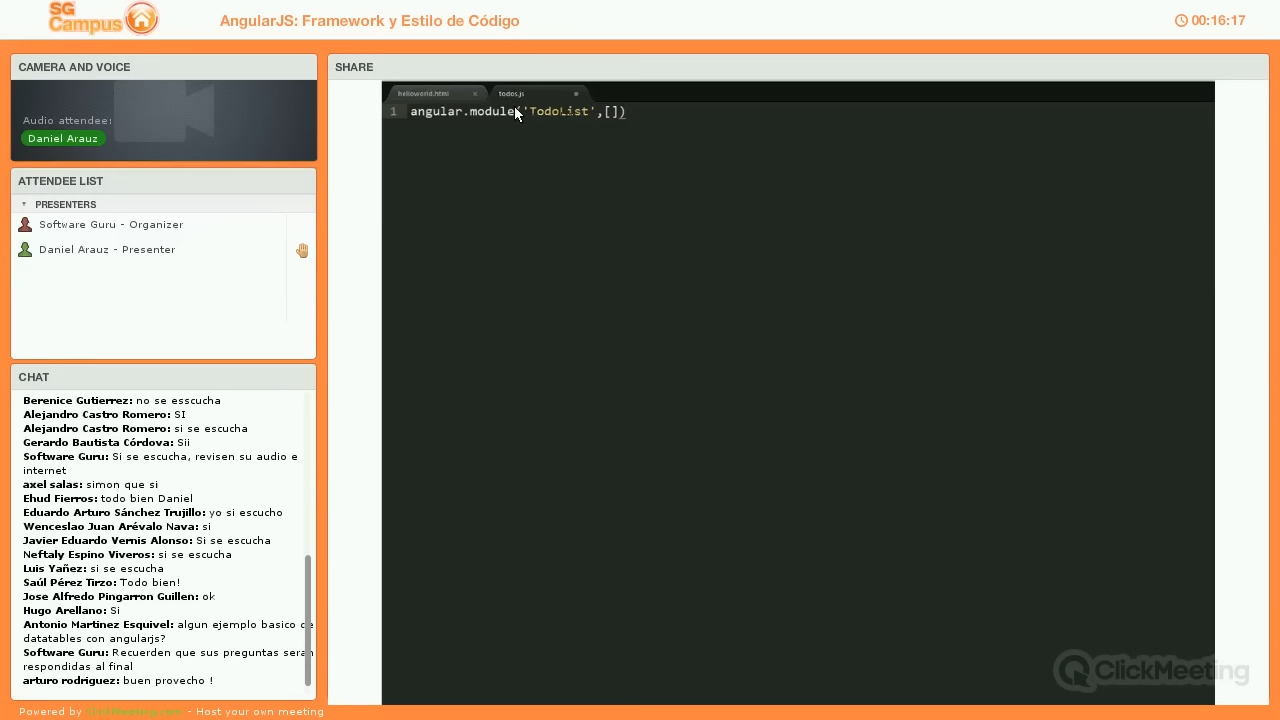 SG
Campus
AngularJS: Framework y Estilo de Código
00:16:17
CAMERA AND VOICE
Audio attendee:
Daniel Arauz
ATTENDEE LIST
PRESENTERS
Software Guru - Organizer
Daniel Arauz - Presenter
CHAT
Berenice Gutierrez: no se esscucha
Alejandro Castro Romero: SI
Alejandro Castro Romero: si se escucha
Gerardo Bautista Córdova: Sii
Software Guru: Si se escucha, revisen su audio e
internet
axel salas: simon que si
Ehud Fierros: todo bien Daniel
Eduardo Arturo Sánchez Trujillo: yo si escucho
Wenceslao Juan Arévalo Nava: si
Javier Eduardo Vernis Alonso: Si se escucha
Neftaly Espino Viveros: si se escucha
Luis Yañez: si se escucha
Saúl Pérez Tirzo: Todo bien!
Jose Alfredo Pingarron Guillen: ok
Hugo Arellano: Si
Antonio Martinez Esquivel: algun ejemplo basico de
datatables con angularjs?
Software Guru: Recuerden que sus preguntas seran
respondidas al final
arturo rodriguez: buen provecho !
Powered by ClickMeeting.com - Host your own meeting
SHARE
helloworld.html
todos.js
1 angular.module('TodoList',[])
ClickMeeting